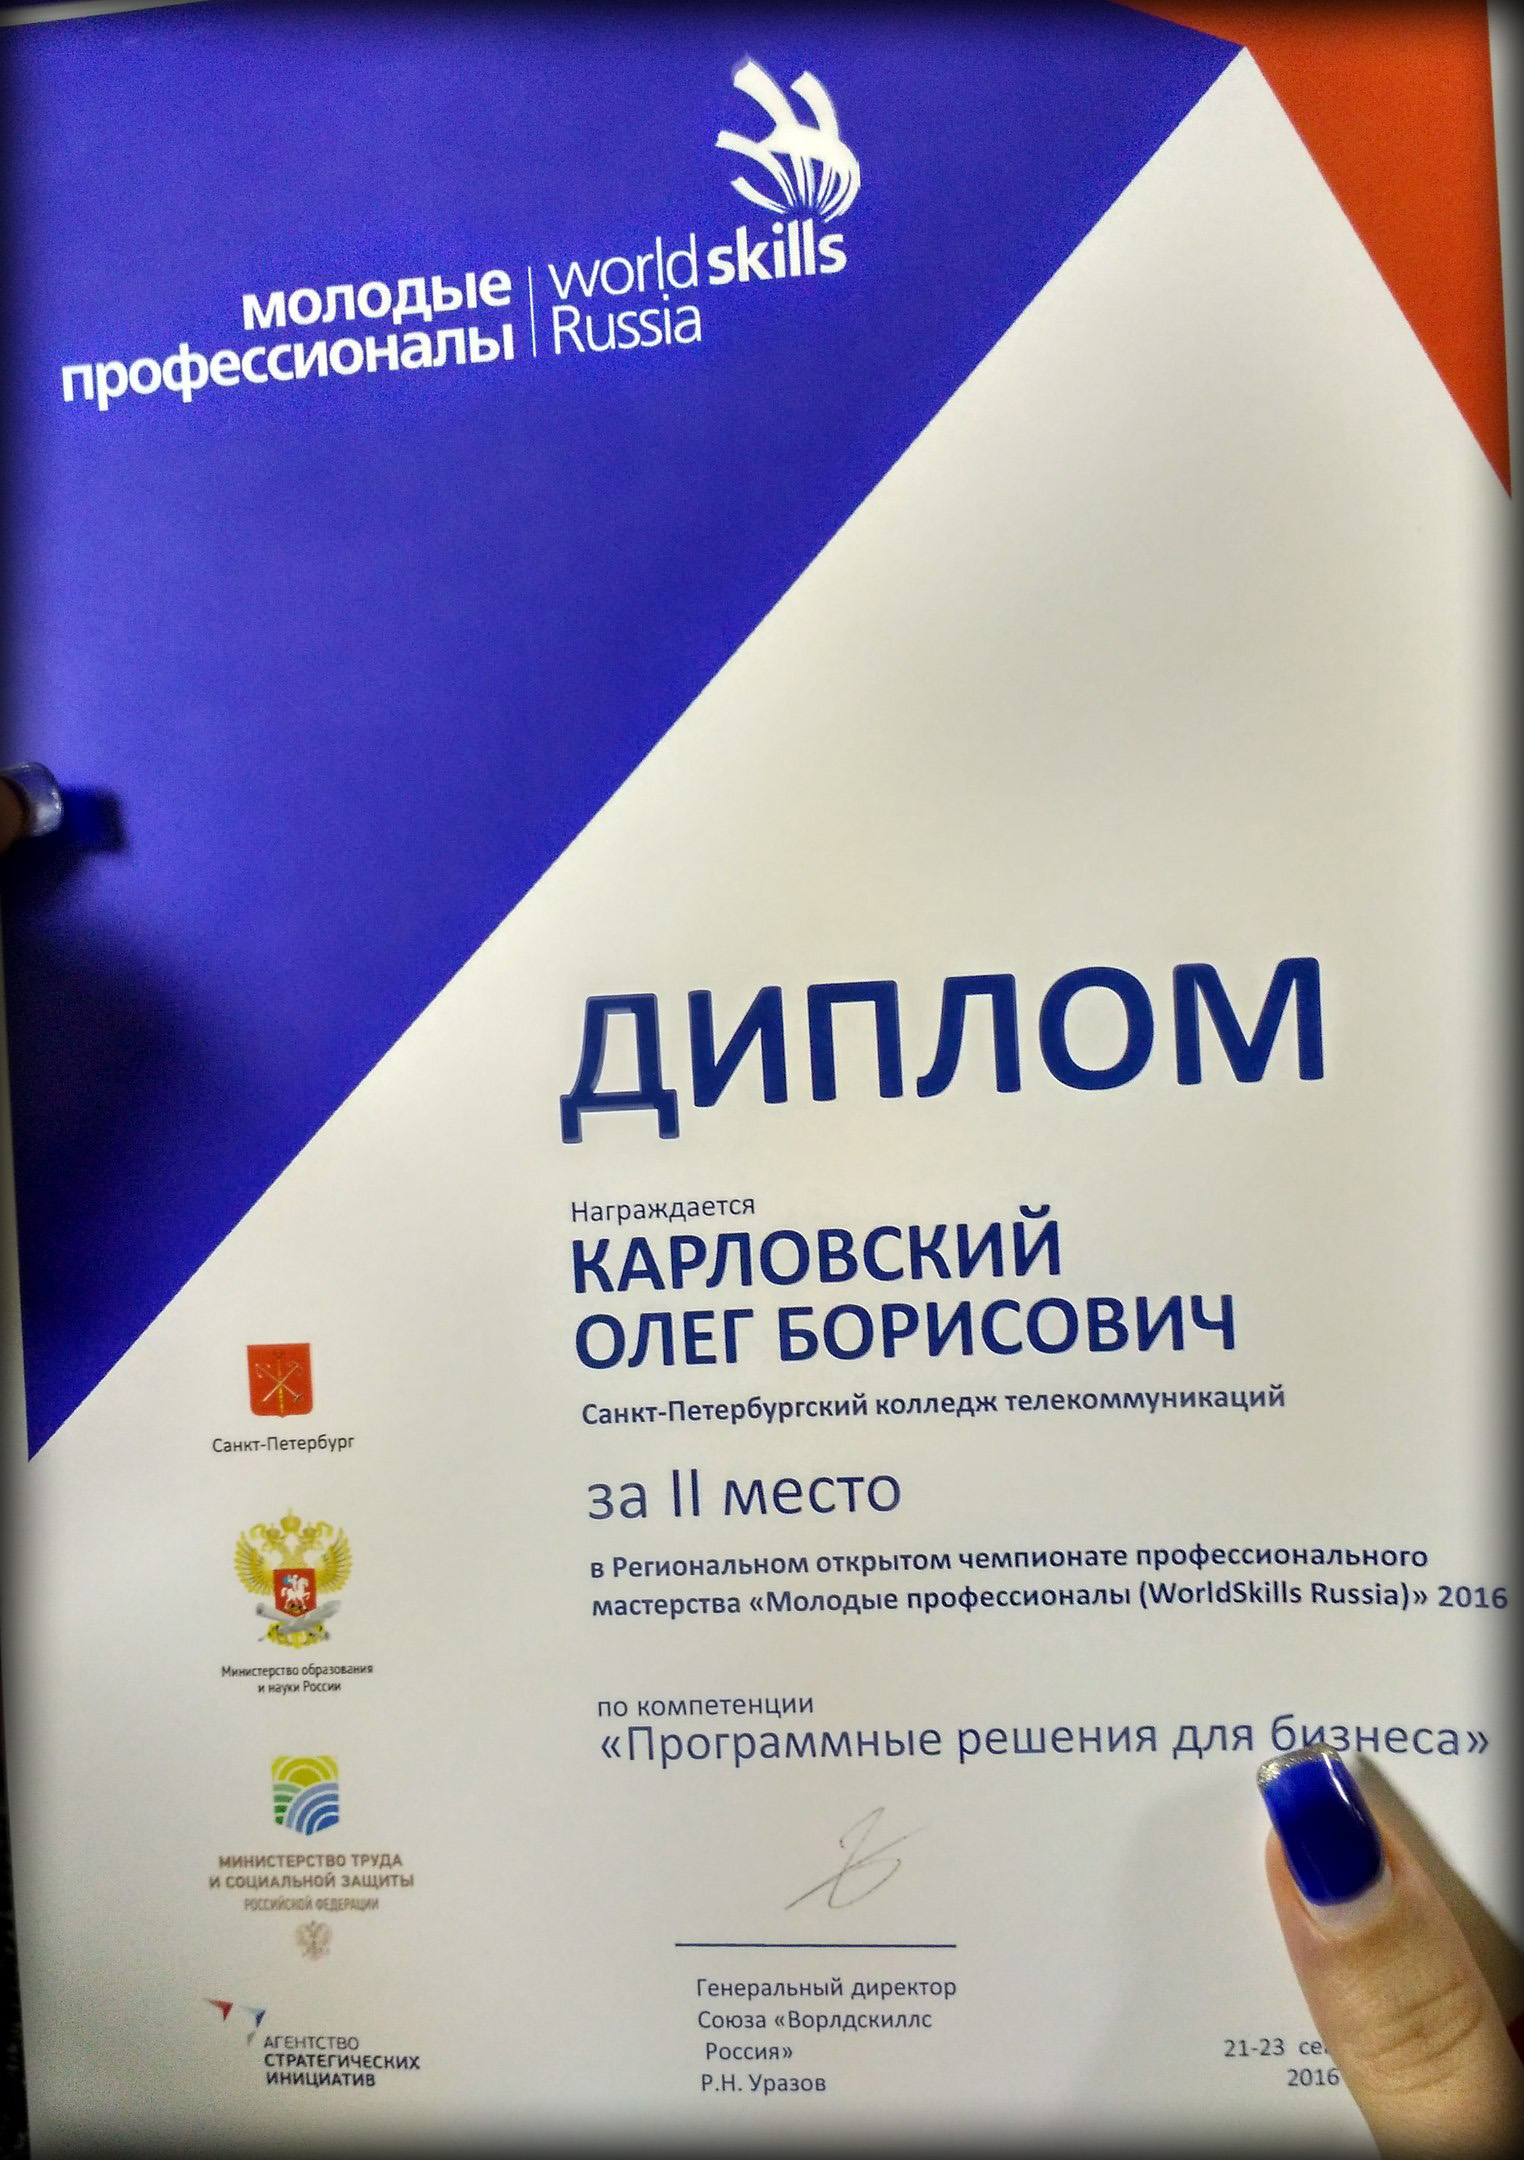 молодые
профессионалы
worldskills
Russia
ДИПЛОМ
Награждается
КАРЛОВСКИЙ
ОЛЕГ БОРИСОВИЧ
Санкт-Петербургский колледж телекоммуникаций
за II место
в Региональном открытом чемпионате профессионального
мастерства «Молодые профессионалы (WorldSkills Russia)» 2016
по компетенции
«Программные решения для бизнеса»
Санкт-Петербург
Министерство образования
и науки России
МИНИСТЕРСТВО ТРУДА
И СОЦИАЛЬНОЙ ЗАЩИТЫ
РОССИЙСКОЙ ФЕДЕРАЦИИ
АГЕНТСТВО
СТРАТЕГИЧЕСКИХ
ИНИЦИАТИВ
Генеральный директор
Союза «Ворлдскиллс
Россия»
Р.Н. Уразов
21-23
2016